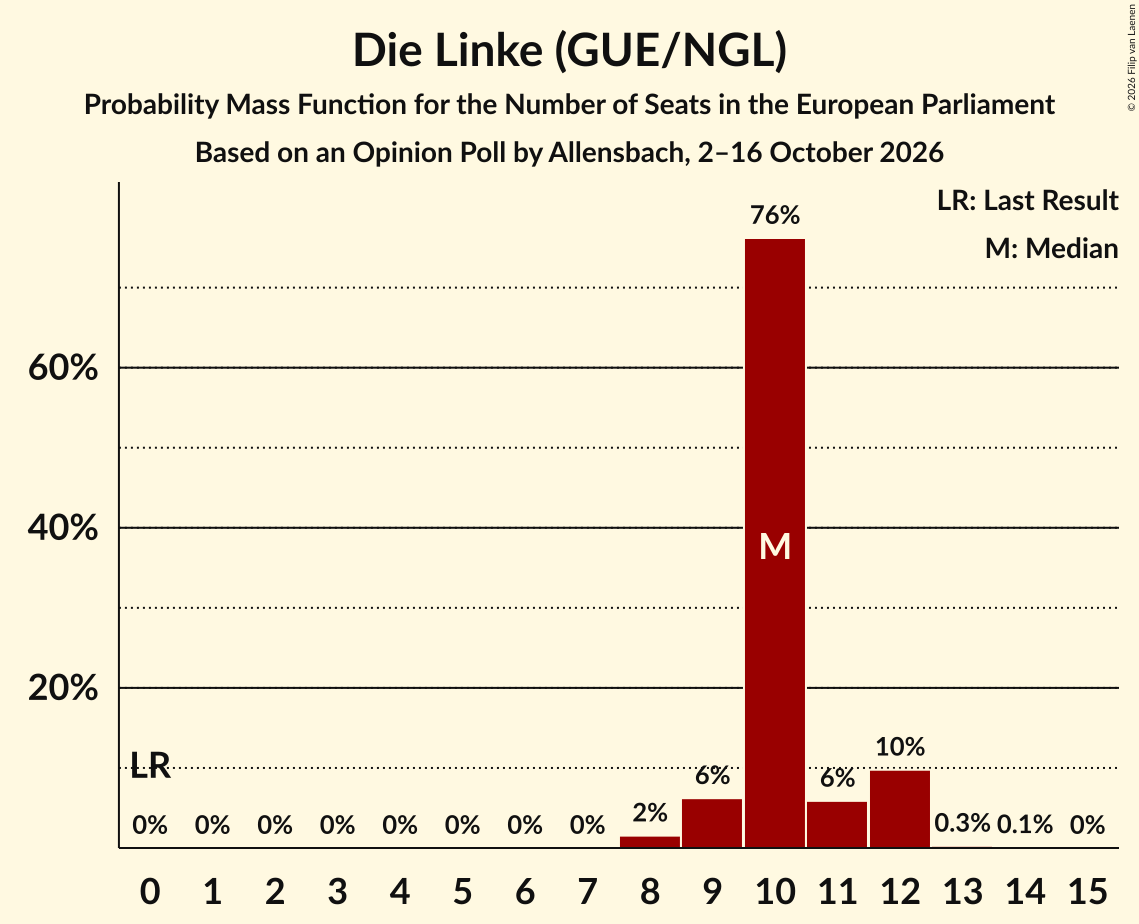 Die Linke (GUE/NGL)
Probability Mass Function for the Number of Seats in the European Parliament
Based on an Opinion Poll by Allensbach, 2–16 October 2026
© 2026 Filip van Laenen
LR: Last Result
M: Median
76%
60%
40%
M
20%
LR
10%
6%
6%
2%
0% 0% 0% 0% 0% 0% 0% 0% 0.3% 0.1% 0%
0 1 2 3 4 5 6 7 8 9 10 11 12 13 14 15